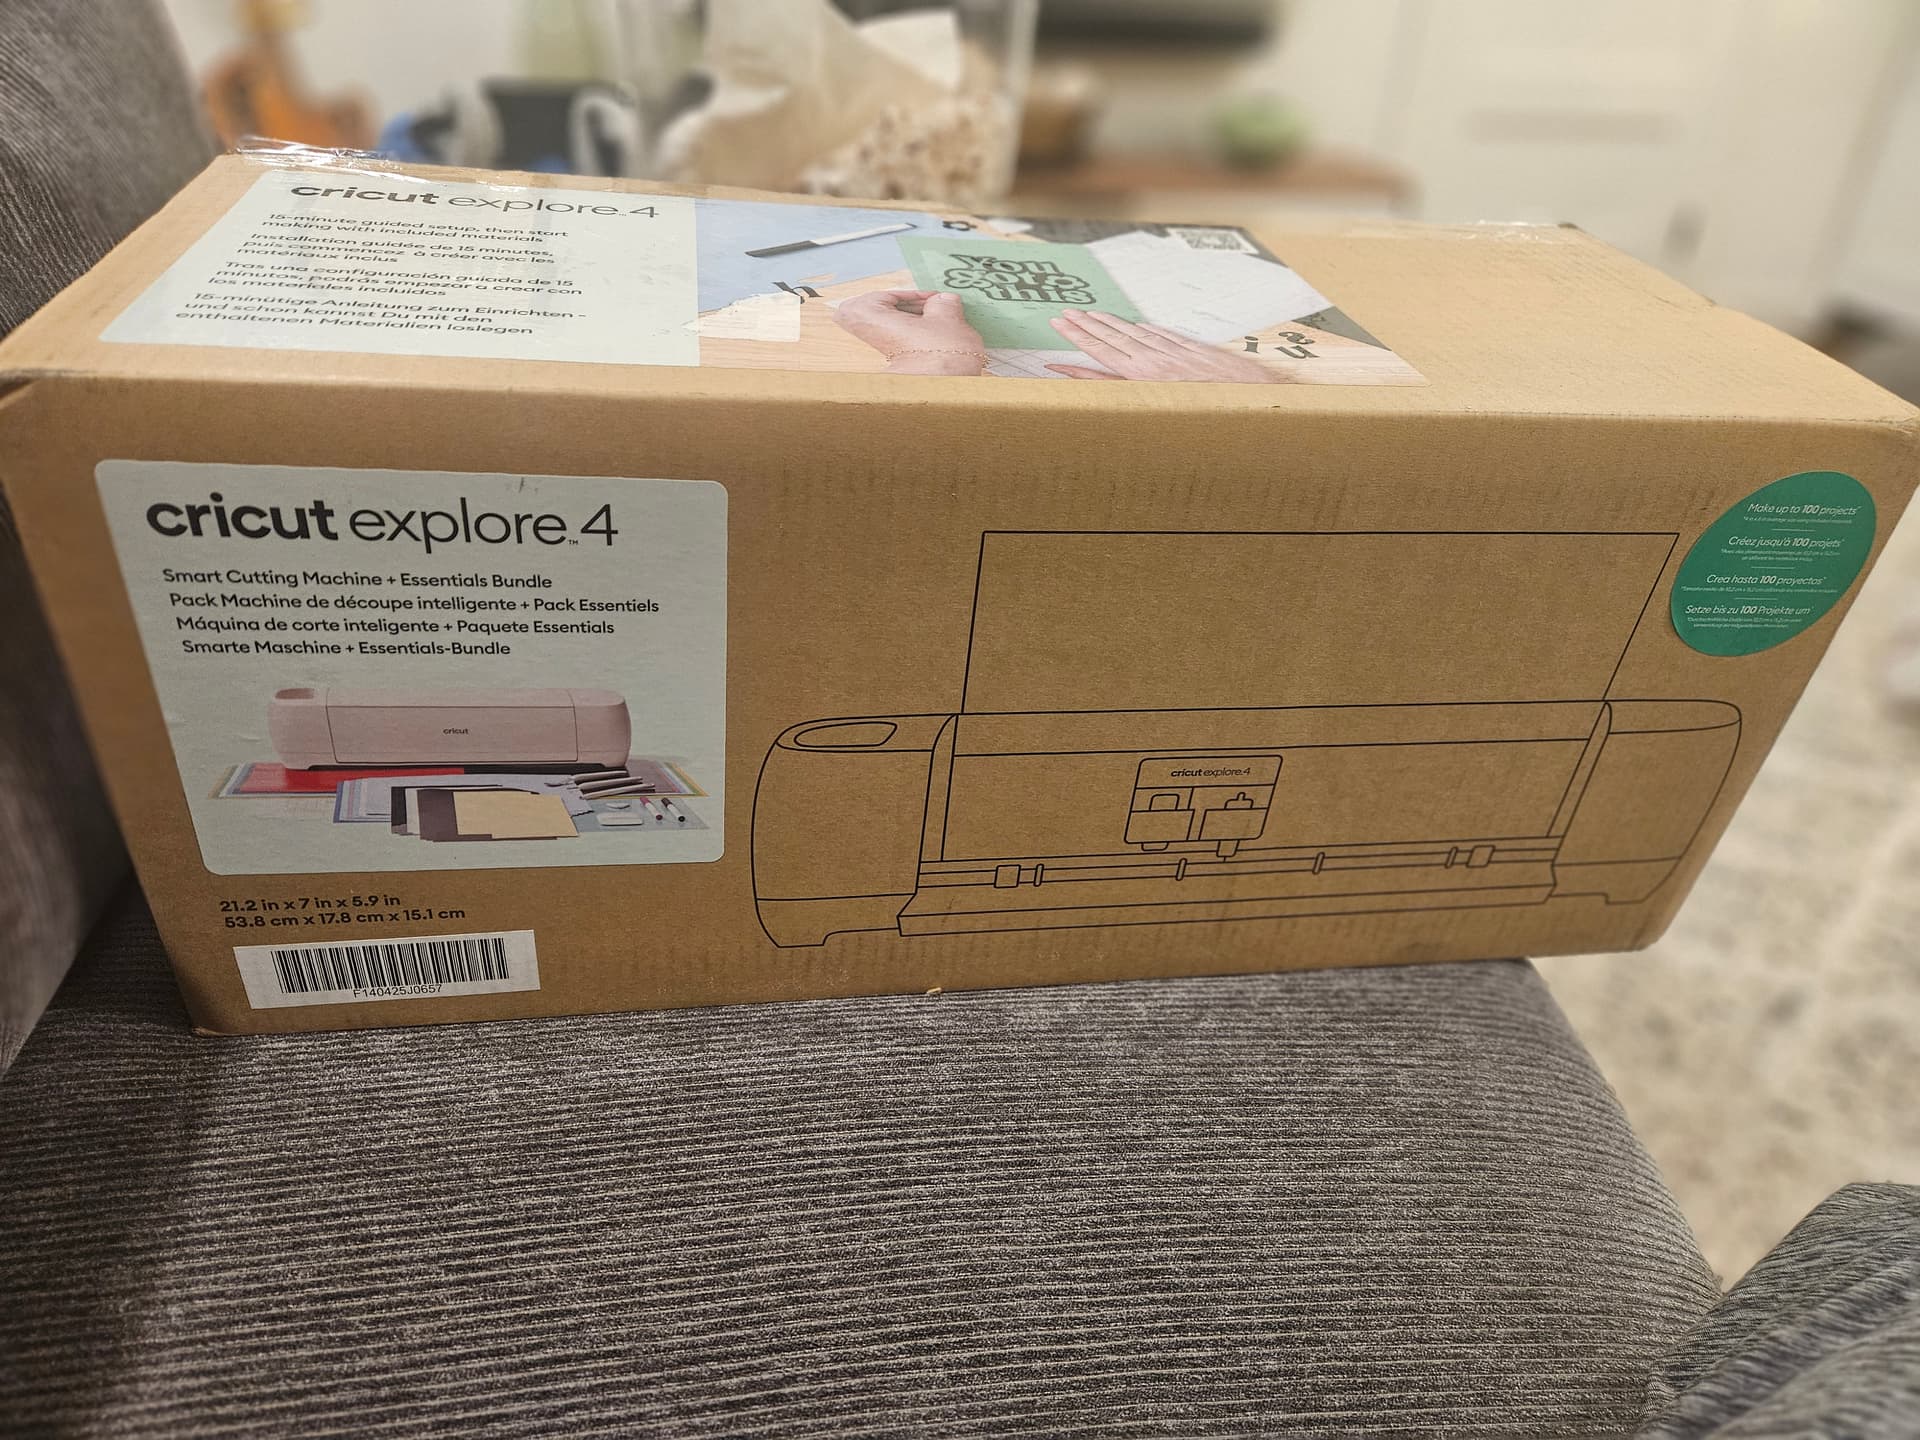 cricut explore™ 4
15-minute guided setup, then start
making with included materials
Installation guidée de 15 minutes,
puis commencez à créer avec les
matériaux inclus
Tras una configuración guiada de 15
minutos, podrás empezar a crear con
los materiales incluidos
15-minütige Anleitung zum Einrichten -
und schon kannst Du mit den
enthaltenen Materialien loslegen
h
You
Gots
this
i
s
u
cricut explore™ 4
Smart Cutting Machine + Essentials Bundle
Pack Machine de découpe intelligente + Pack Essentiels
Máquina de corte inteligente + Paquete Essentials
Smarte Maschine + Essentials-Bundle
cricut
21.2 in x 7 in x 5.9 in
53.8 cm x 17.8 cm x 15.1 cm
F140425J0657
cricut explore 4
Make up to 100 projects*
Créez jusqu'à 100 projets*
Crea hasta 100 proyectos*
Setze bis zu 100 Projekte um*